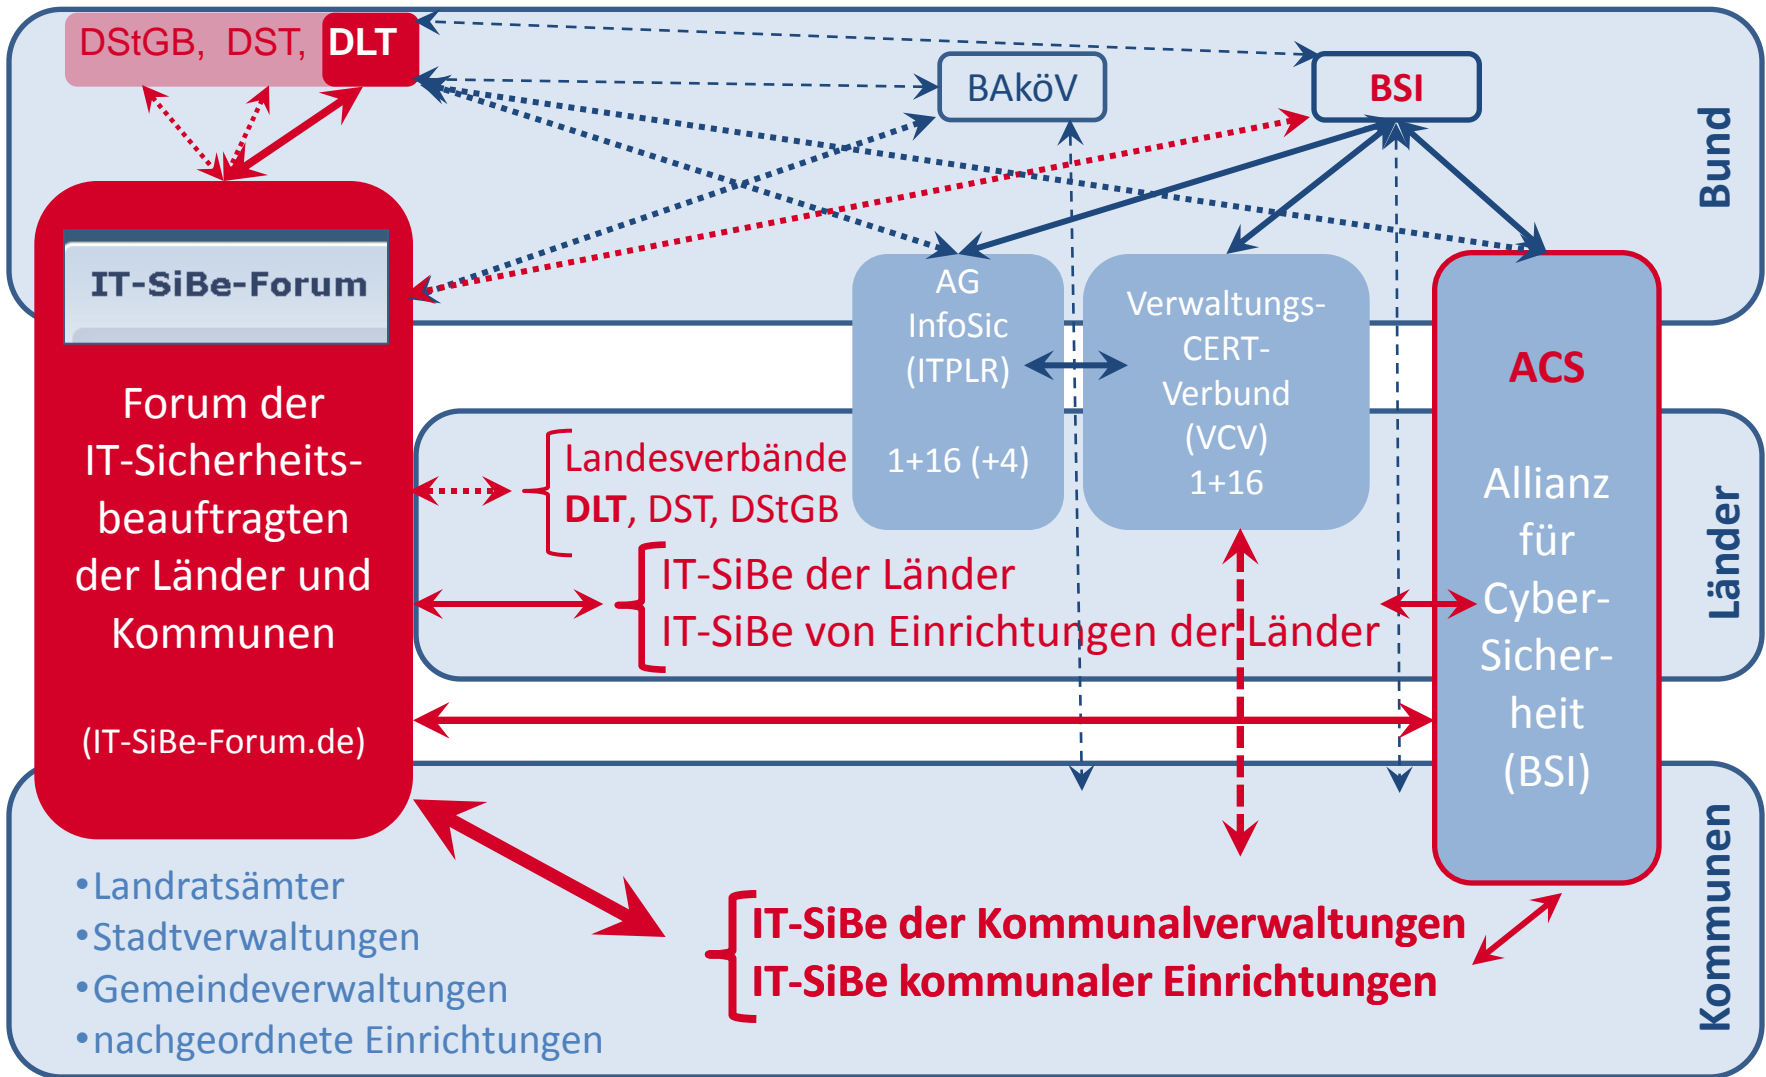 DStGB, DST, DLT
BAköV
BSI
Bund
IT-SiBe-Forum
Forum der
IT-Sicherheits-
beauftragten
der Länder und
Kommunen
(IT-SiBe-Forum.de)
AG
InfoSic
(ITPLR)
1+16 (+4)
Verwaltungs-
CERT-
Verbund
(VCV)
1+16
ACS
Allianz
für
Cyber-
Sicher-
heit
(BSI)
Landesverbände
DLT, DST, DStGB
IT-SiBe der Länder
IT-SiBe von Einrichtungen der Länder
Länder
•Landratsämter
•Stadtverwaltungen
•Gemeindeverwaltungen
•nachgeordnete Einrichtungen
IT-SiBe der Kommunalverwaltungen
IT-SiBe kommunaler Einrichtungen
Kommunen